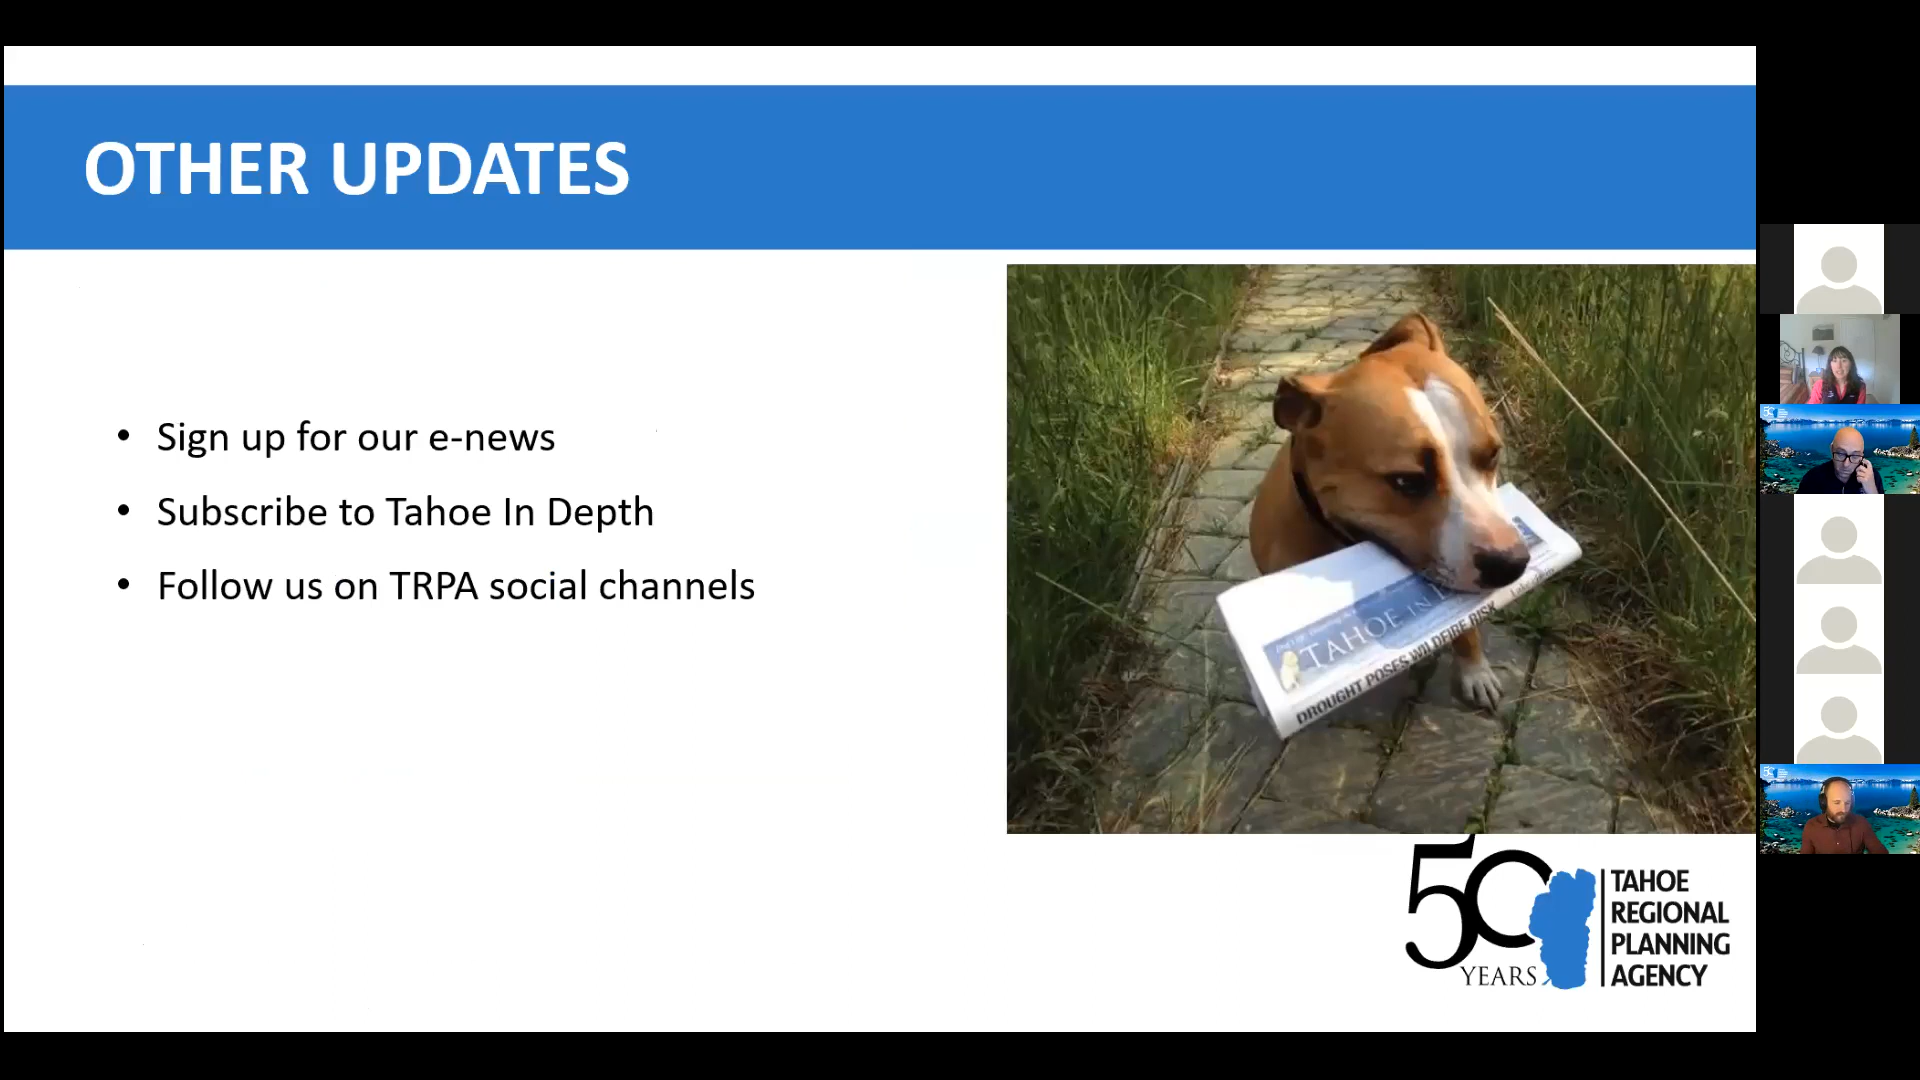 OTHER UPDATES
• Sign up for our e-news
• Subscribe to Tahoe In Depth
• Follow us on TRPA social channels
TAHOE IN
DROUGHT POSES WILDFIRE RISK
50
YEARS
TAHOE
REGIONAL
PLANNING
AGENCY